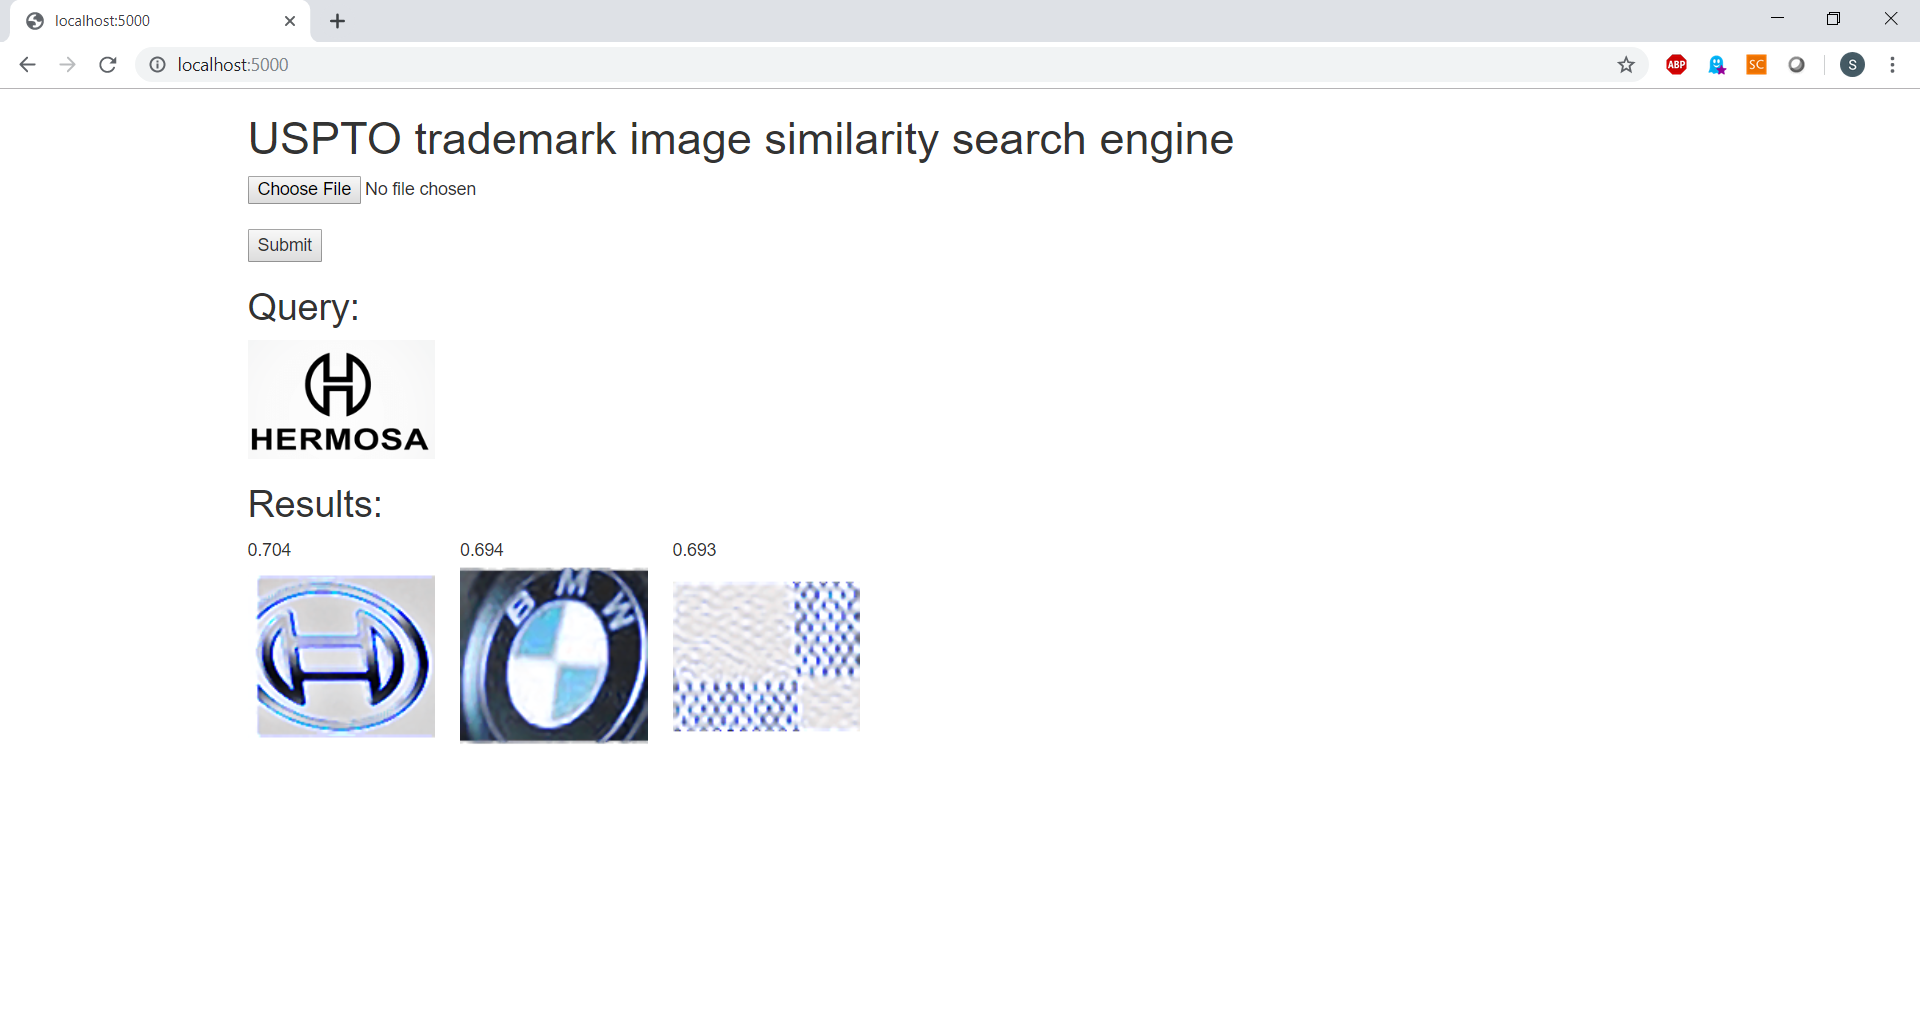 localhost:5000
localhost:5000
ABP
SC
S
USPTO trademark image similarity search engine
Choose File No file chosen
Submit
Query:
H
HERMOSA
Results:
0.704 0.694 0.693
BMW